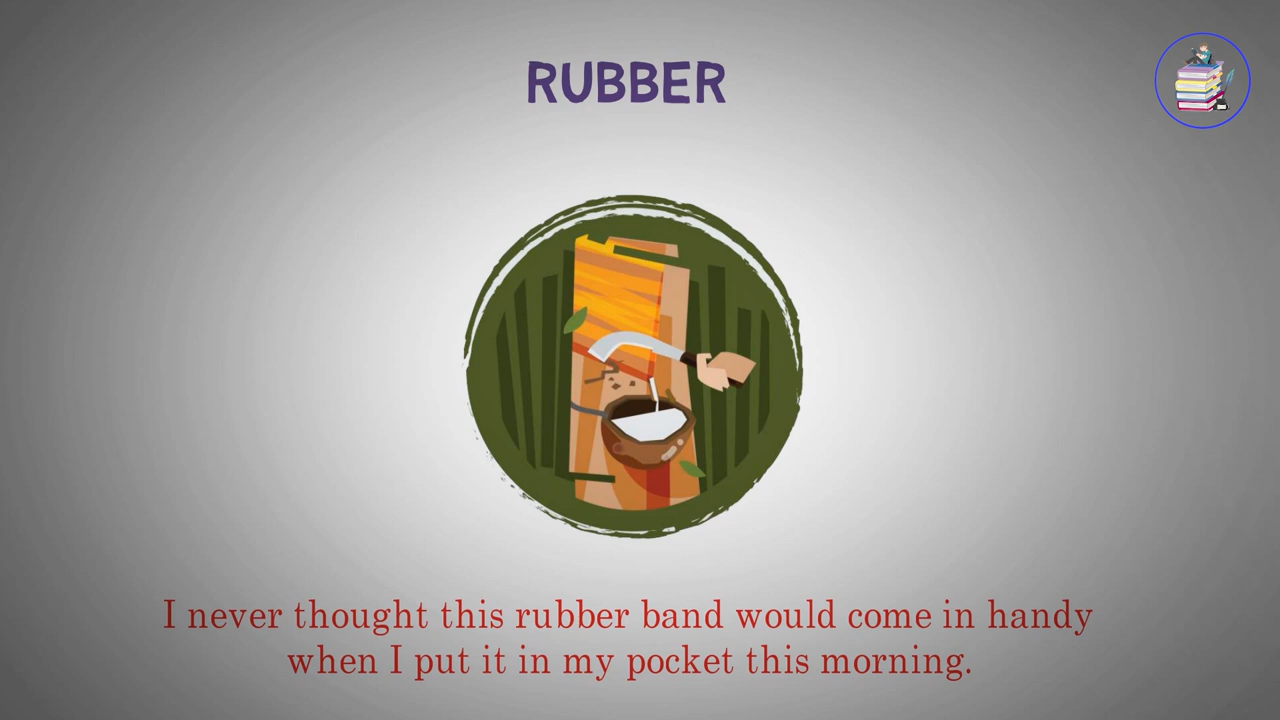 RUBBER
I never thought this rubber band would come in handy
when I put it in my pocket this morning.